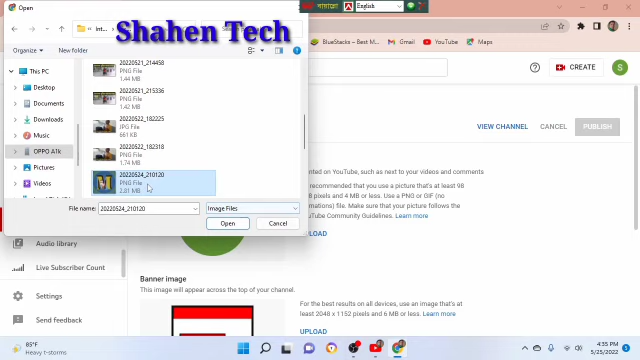 Open
English
Int...
Shahen Tech
BlueStacks – Best M...
Gmail
YouTube
Maps
Organize
New folder
This PC
Desktop
Documents
Downloads
Music
OPPO A1k
Pictures
Videos
20220521_214458
PNG File
1.44 MB
20220521_215336
PNG File
1.42 MB
20220522_182225
JPG File
661 KB
20220522_182318
PNG File
1.74 MB
20220524_210120
PNG File
2.81 MB
File name:
20220524_210120
Image Files
Open
Cancel
CREATE
S
VIEW CHANNEL
CANCEL
PUBLISH
nted on YouTube, such as next to your videos and comments
mmended that you use a picture that's at least 98
8 pixels and 4 MB or less. Use a PNG or GIF (no
ormations) file. Make sure your picture follows the
YouTube Community Guidelines. Learn more
UPLOAD
Audio library
Live Subscriber Count
Settings
Send feedback
Banner image
This image will appear across the top of your channel.
For the best results on all devices, use an image that's at
least 2048 x 1152 pixels and 6 MB or less. Learn more
UPLOAD
85°F
Heavy t-storms
4:35 PM
5/25/2022